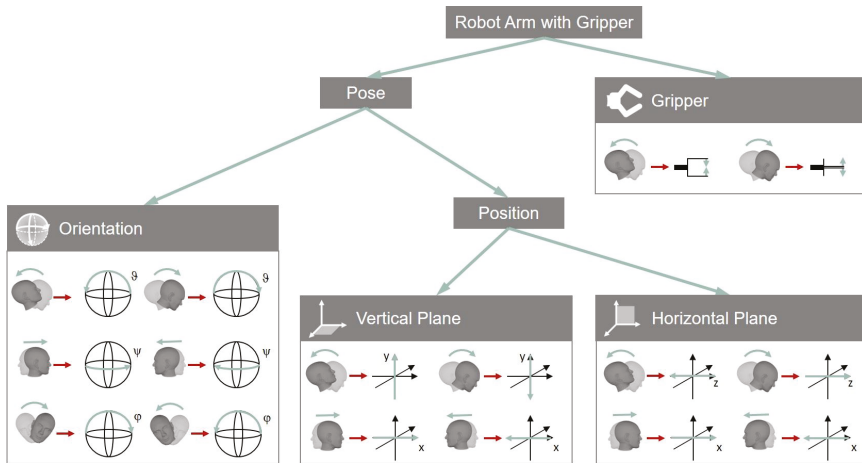 Robot Arm with Gripper
Pose
Gripper
Position
Orientation
ϑ
ϑ
ψ
ψ
φ
φ
Vertical Plane
y
y
x
x
Horizontal Plane
z
z
x
x